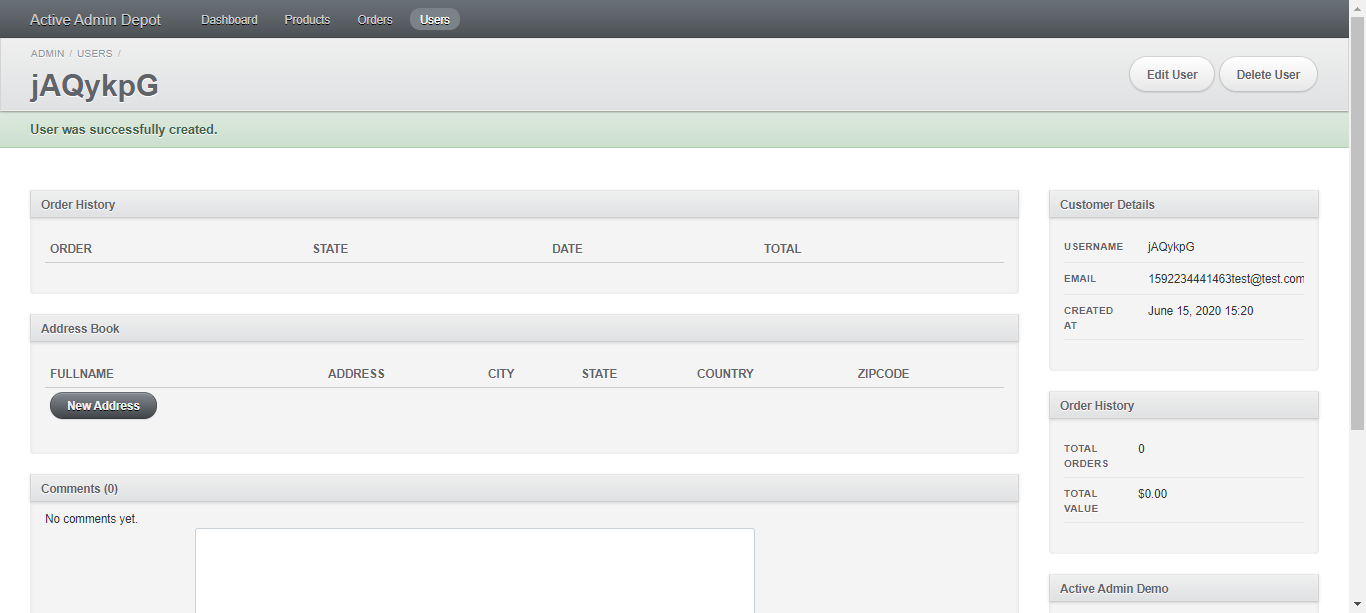 Active Admin Depot Dashboard Products Orders Users
ADMIN / USERS /
jAQykpG
Edit User Delete User
User was successfully created.
Order History
ORDER STATE DATE TOTAL
Address Book
FULLNAME ADDRESS CITY STATE COUNTRY ZIPCODE
New Address
Comments (0)
No comments yet.
Customer Details
USERNAME jAQykpG
EMAIL 1592234441463test@test.com
CREATED AT June 15, 2020 15:20
Order History
TOTAL ORDERS 0
TOTAL VALUE $0.00
Active Admin Demo